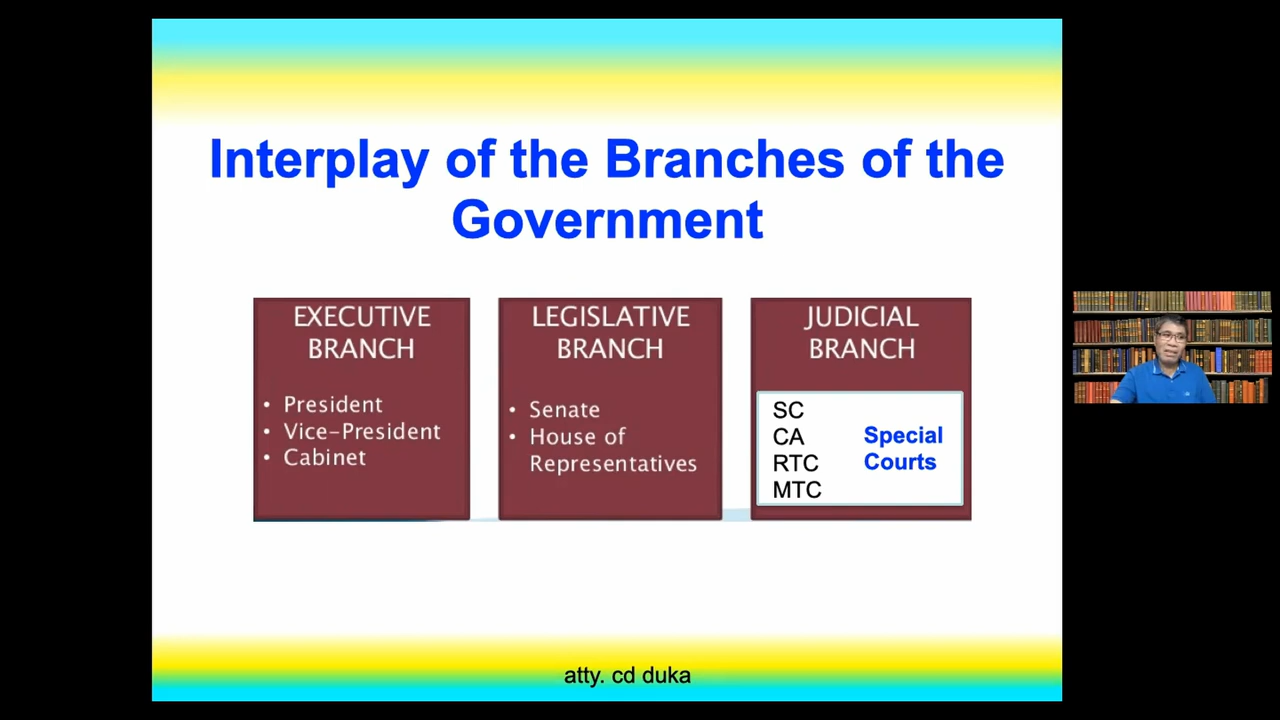 Interplay of the Branches of the
Government
EXECUTIVE
BRANCH
• President
• Vice-President
• Cabinet
LEGISLATIVE
BRANCH
• Senate
• House of
Representatives
JUDICIAL
BRANCH
SC
CA
RTC
MTC
Special
Courts
atty. cd duka